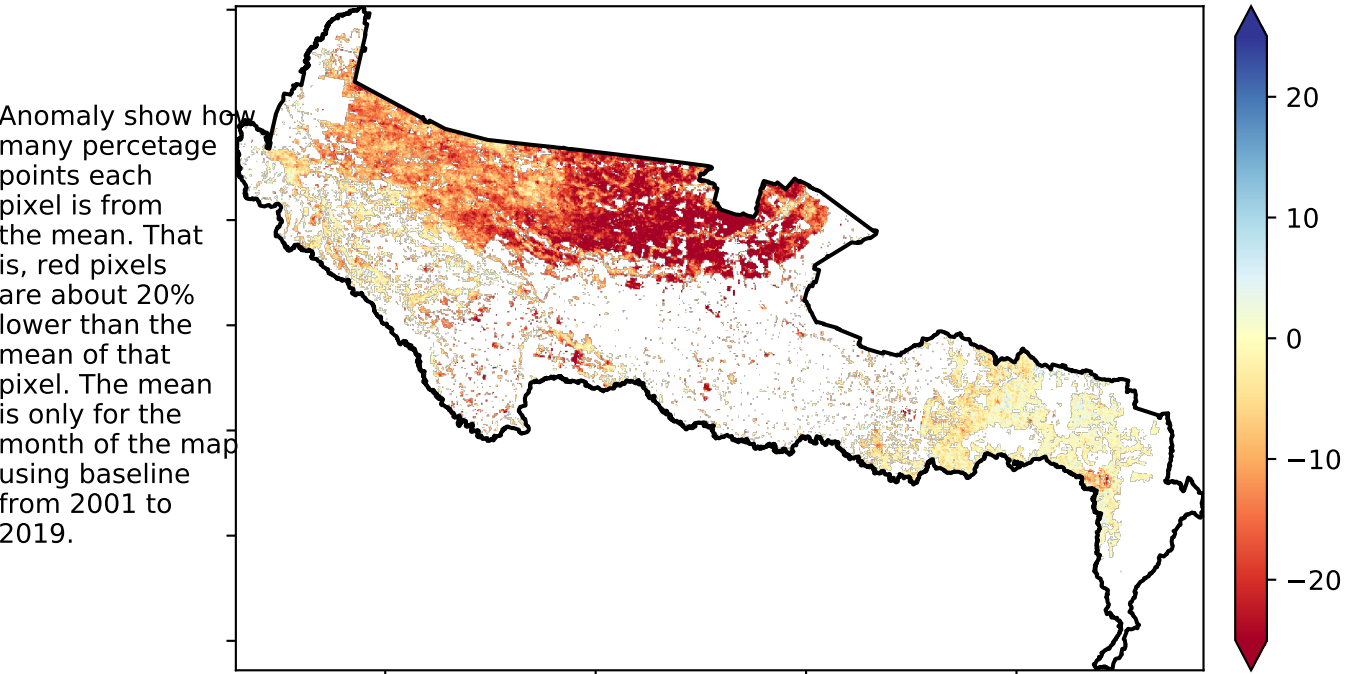 Anomaly show how
many percetage
points each
pixel is from
the mean. That
is, red pixels
are about 20%
lower than the
mean of that
pixel. The mean
is only for the
month of the map
using baseline
from 2001 to
2019.
20
10
0
−10
−20